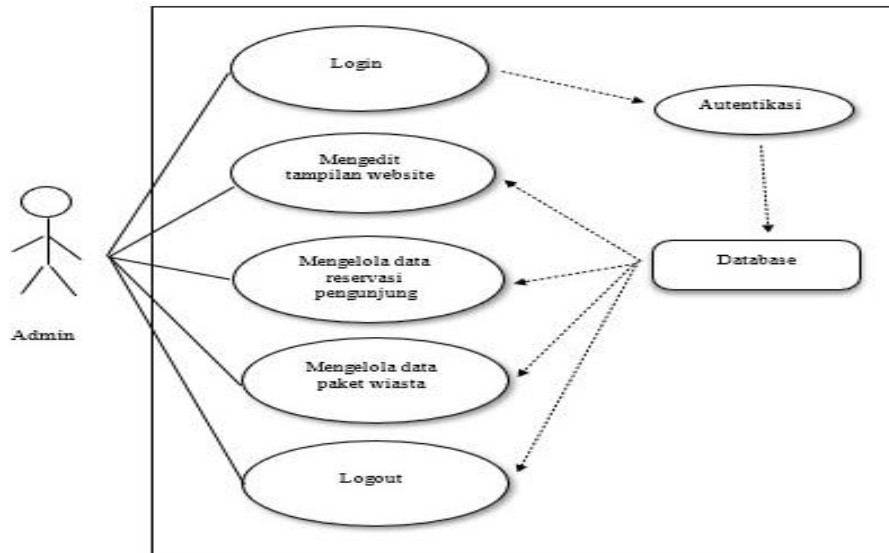 Login
Autentikasi
Mengedit
tampilan website
Database
Mengelola data
reservasi
pengunjung
Admin
Mengelola data
paket wiasta
Logout